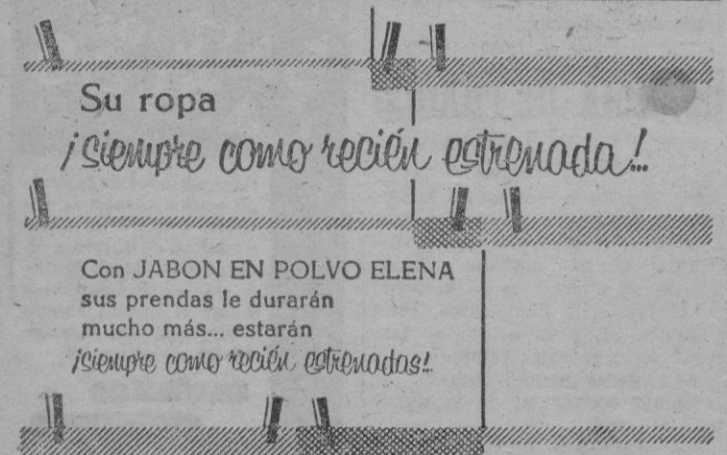 Su ropa
¡siempre como recién estrenada!..
Con JABON EN POLVO ELENA
sus prendas le durarán
mucho más... estarán
¡siempre como recién estrenadas!..